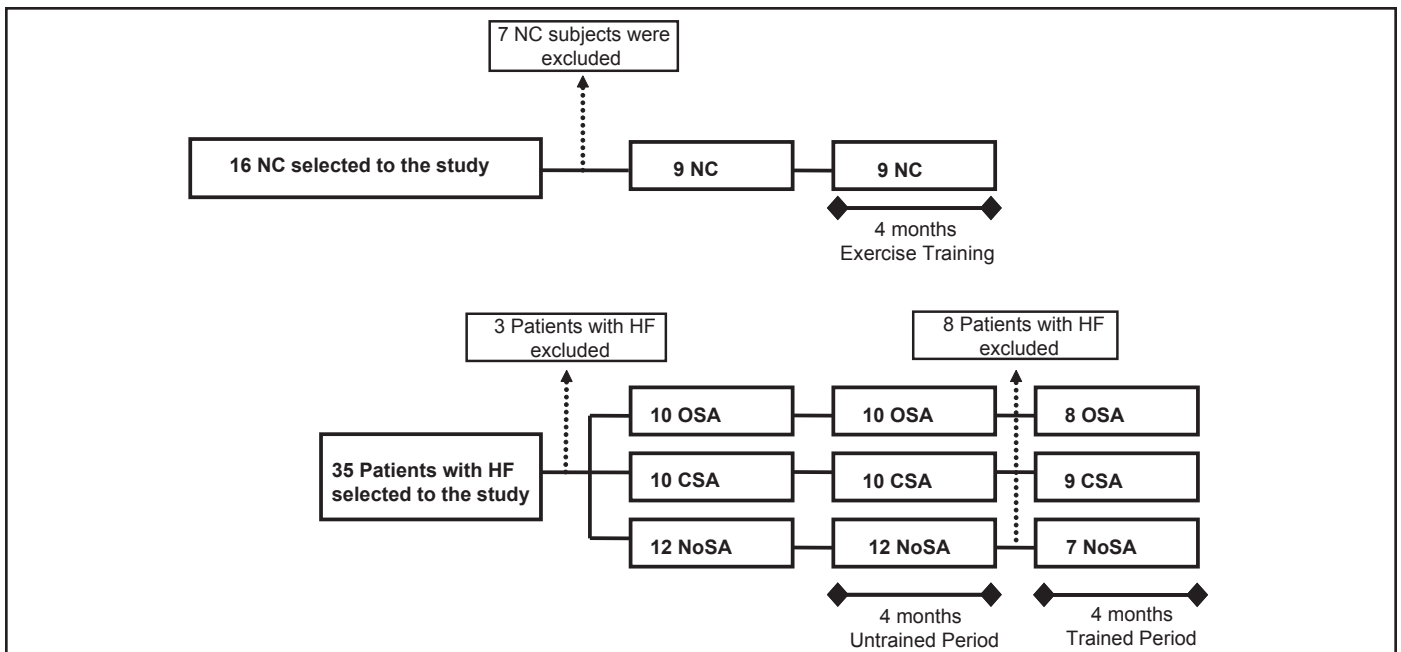 7 NC subjects were
excluded
16 NC selected to the study
9 NC
9 NC
4 months
Exercise Training
3 Patients with HF
excluded
8 Patients with HF
excluded
35 Patients with HF
selected to the study
10 OSA
10 OSA
8 OSA
10 CSA
10 CSA
9 CSA
12 NoSA
12 NoSA
7 NoSA
4 months
Untrained Period
4 months
Trained Period